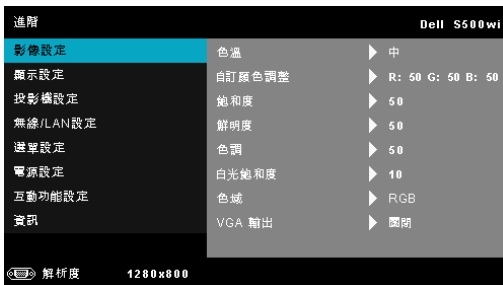 進階 Dell S500wi
影像設定
顯示設定
投影機設定
無線/LAN設定
選單設定
電源設定
互動功能設定
資訊
色溫 中
自訂顏色調整 R: 50 G: 50 B: 50
飽和度 50
鮮明度 50
色調 50
白光飽和度 10
色域 RGB
VGA 輸出 關閉
解析度 1280x800